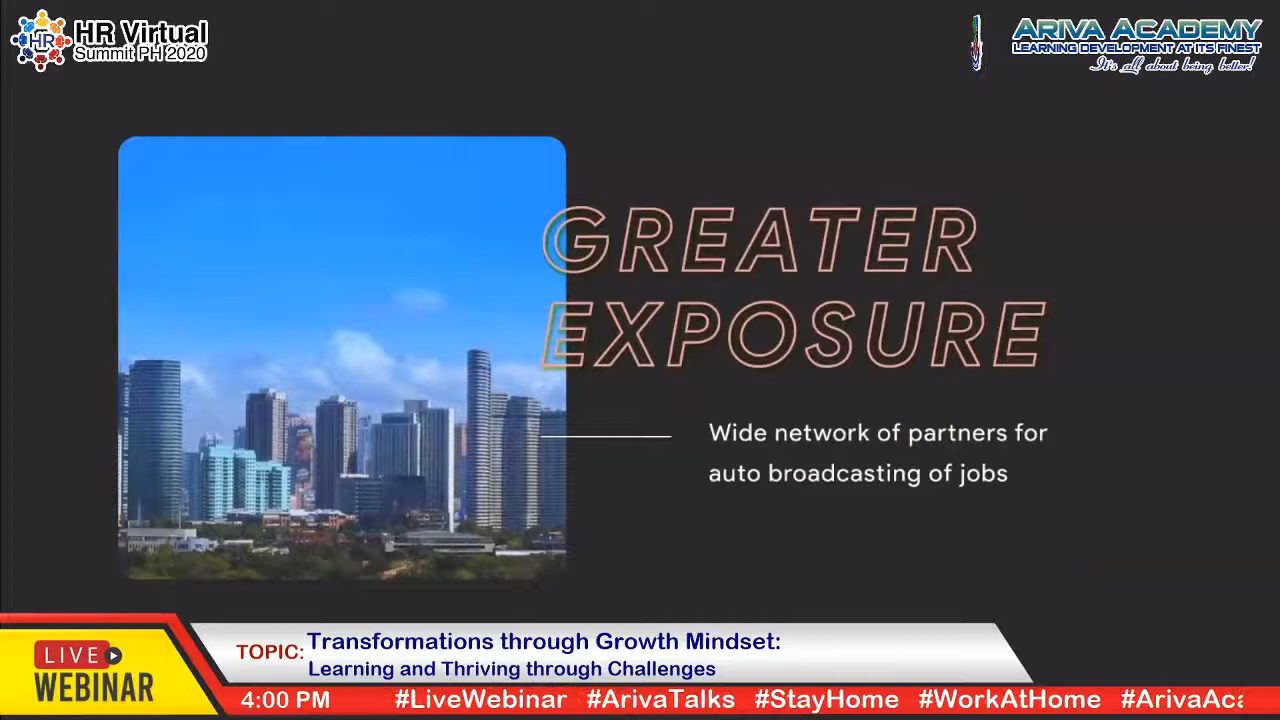 HR
HR Virtual
Summit PH 2020
ARIVA ACADEMY
LEARNING DEVELOPMENT AT ITS FINEST
It's all about being better!
GREATER
EXPOSURE
Wide network of partners for
auto broadcasting of jobs
LIVE
WEBINAR
TOPIC: Transformations through Growth Mindset:
Learning and Thriving through Challenges
4:00 PM #LiveWebinar #ArivaTalks #StayHome #WorkAtHome #ArivaAca